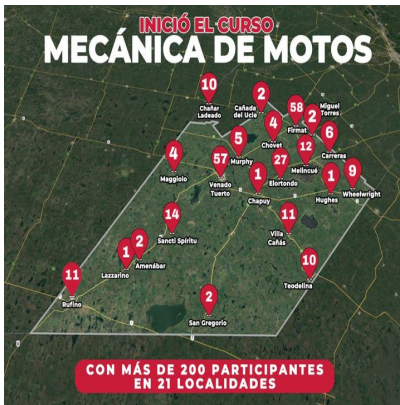 INICIÓ EL CURSO
MECÁNICA DE MOTOS
10
Chañar
Ladeado
2
Cañada
del Ucle
58
Firmat
2
Miguel
Torres
4
Chovet
6
Carreras
5
Murphy
12
Melincué
4
Maggiolo
57
Venado
Tuerto
27
Elortondo
1
Chapuy
1
Hughes
9
Wheelwright
14
Sancti Spíritu
11
Villa
Cañás
2
Amenábar
1
Lazzarino
10
Teodelina
11
Rufino
2
San Gregorio
CON MÁS DE 200 PARTICIPANTES
EN 21 LOCALIDADES